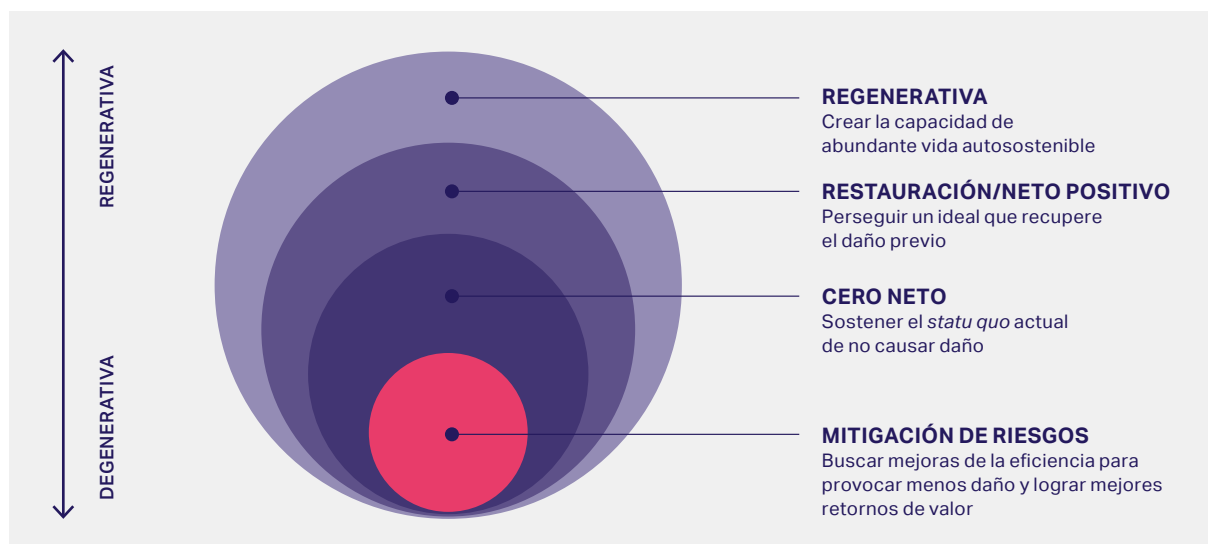 REGENERATIVA
DEGENERATIVA
REGENERATIVA
Crear la capacidad de
abundante vida autosostenible
RESTAURACIÓN/NETO POSITIVO
Perseguir un ideal que recupere
el daño previo
CERO NETO
Sostener el statu quo actual
de no causar daño
MITIGACIÓN DE RIESGOS
Buscar mejoras de la eficiencia para
provocar menos daño y lograr mejores
retornos de valor